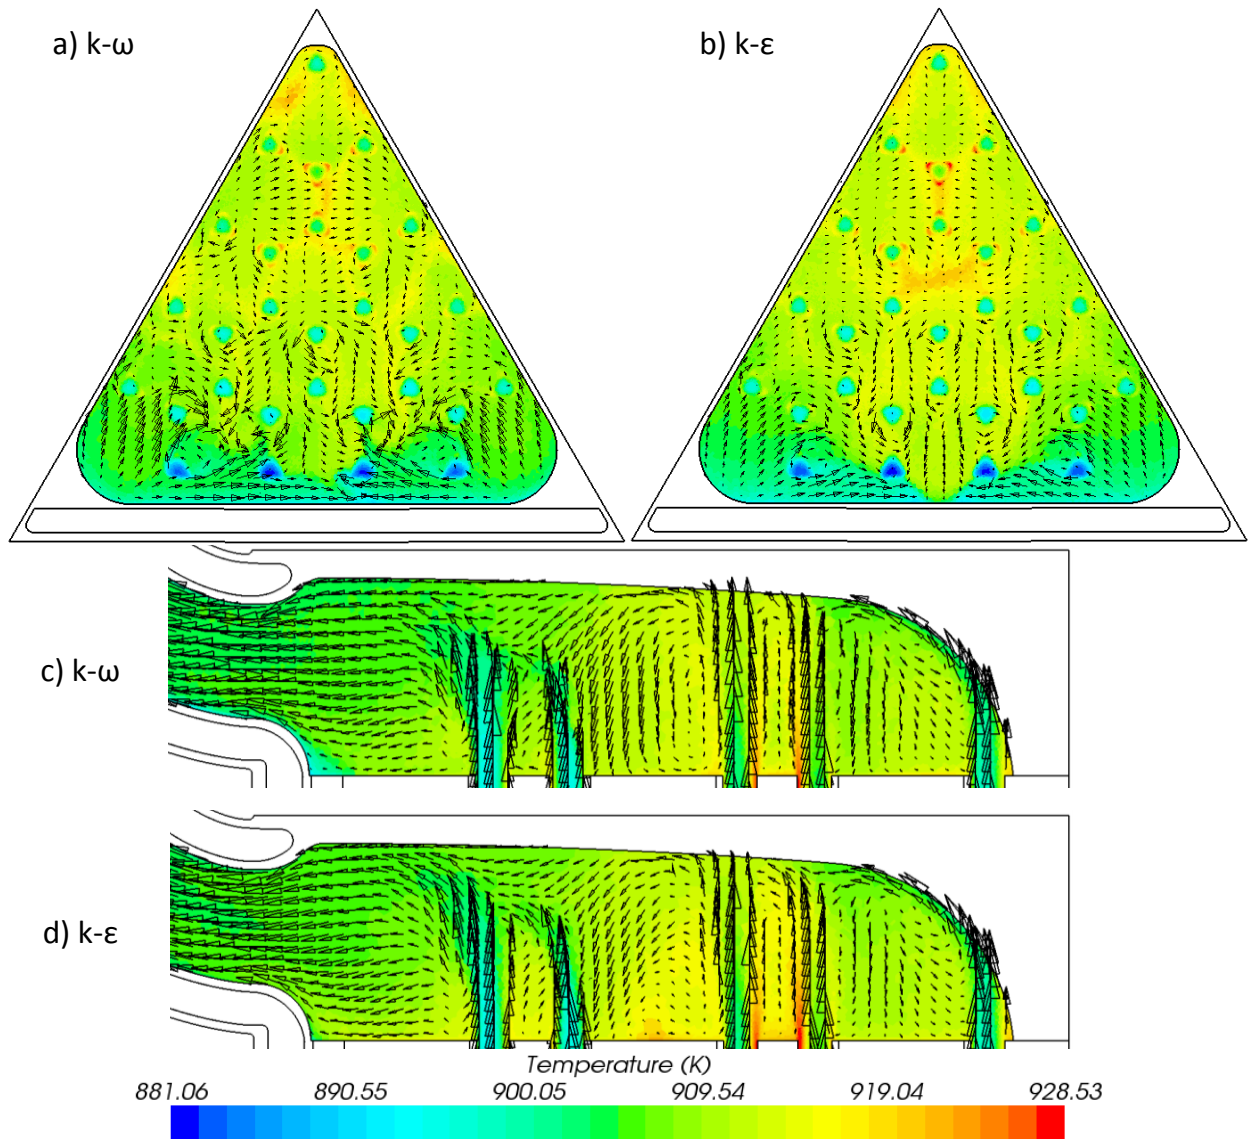 a) k-ω
b) k-ε
c) k-ω
d) k-ε
Temperature (K)
881.06 890.55 900.05 909.54 919.04 928.53